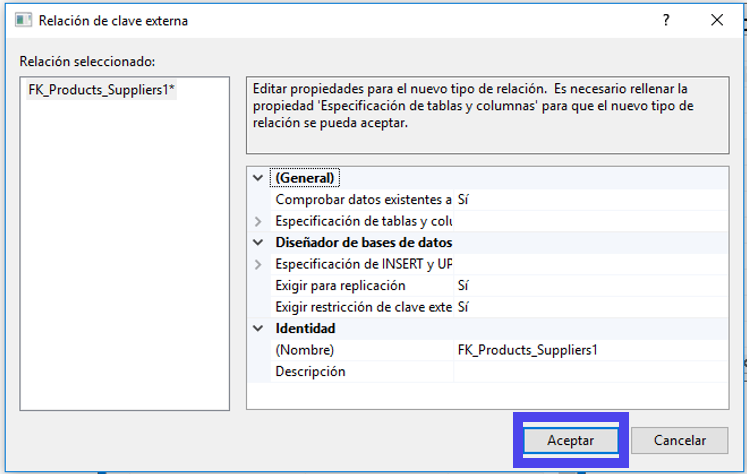 Relación de clave externa
Relación seleccionado:
FK_Products_Suppliers1*
Editar propiedades para el nuevo tipo de relación.  Es necesario rellenar la
propiedad 'Especificación de tablas y columnas' para que el nuevo tipo de
relación se pueda aceptar.
(General)
Comprobar datos existentes a Sí
Especificación de tablas y colu
Diseñador de bases de datos
Especificación de INSERT y UP
Exigir para replicación Sí
Exigir restricción de clave exte Sí
Identidad
(Nombre) FK_Products_Suppliers1
Descripción
Aceptar Cancelar